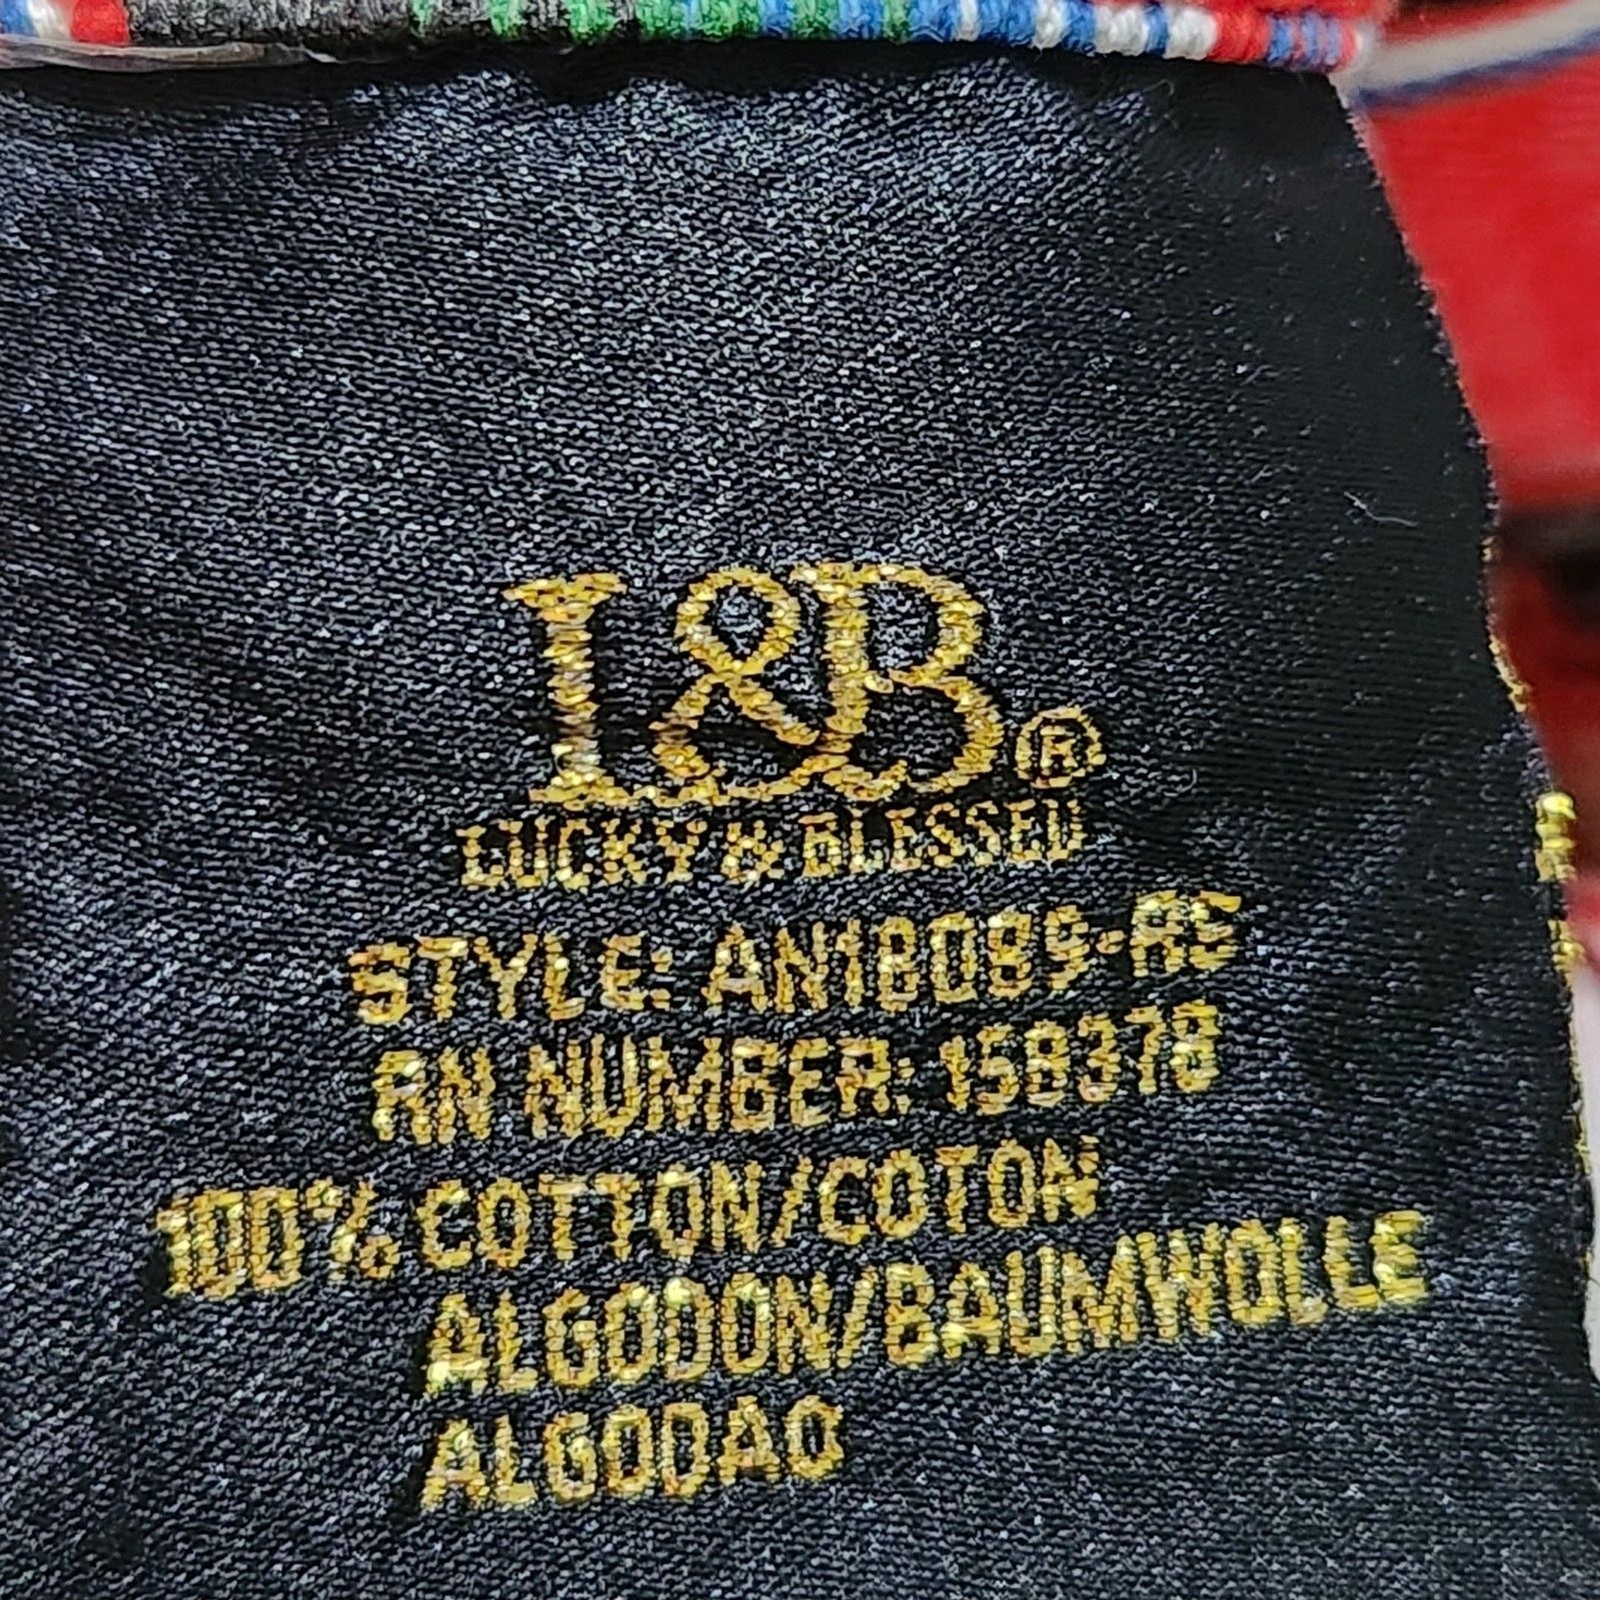 L&B®
LUCKY & BLESSED
STYLE: AN18089-RS
RN NUMBER: 158378
100% COTTON/COTON
ALGODON/BAUMWOLLE
ALGODAO